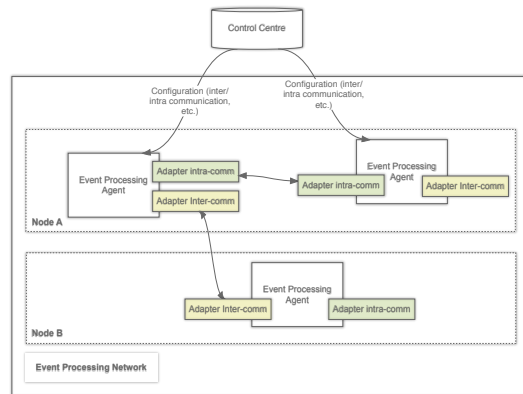 Control Centre
Configuration (inter/
intra communication,
etc.)
Configuration (inter/
intra communication,
etc.)
Event Processing
Agent
Adapter intra-comm
Adapter Inter-comm
Event Processing
Agent
Adapter intra-comm
Adapter Inter-comm
Node A
Event Processing
Agent
Adapter Inter-comm
Adapter intra-comm
Node B
Event Processing Network